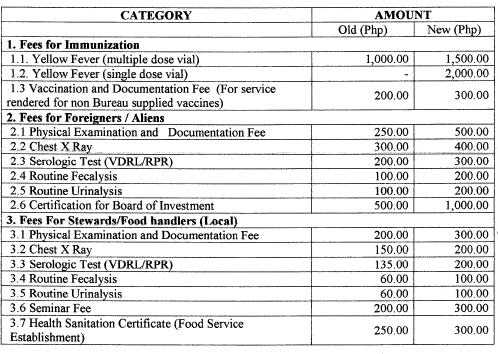 CATEGORY AMOUNT
Old (Php) New (Php)
1. Fees for Immunization
1.1. Yellow Fever (multiple dose vial) 1,000.00 1,500.00
1.2. Yellow Fever (single dose vial) - 2,000.00
1.3 Vaccination and Documentation Fee (For service
rendered for non Bureau supplied vaccines) 200.00 300.00
2. Fees for Foreigners / Aliens
2.1 Physical Examination and Documentation Fee 250.00 500.00
2.2 Chest X Ray 300.00 400.00
2.3 Serologic Test (VDRL/RPR) 200.00 300.00
2.4 Routine Fecalysis 100.00 200.00
2.5 Routine Urinalysis 100.00 200.00
2.6 Certification for Board of Investment 500.00 1,000.00
3. Fees For Stewards/Food handlers (Local)
3.1 Physical Examination and Documentation Fee 200.00 300.00
3.2 Chest X Ray 150.00 200.00
3.3 Serologic Test (VDRL/RPR) 135.00 200.00
3.4 Routine Fecalysis 60.00 100.00
3.5 Routine Urinalysis 60.00 100.00
3.6 Seminar Fee 200.00 300.00
3.7 Health Sanitation Certificate (Food Service
Establishment) 250.00 300.00